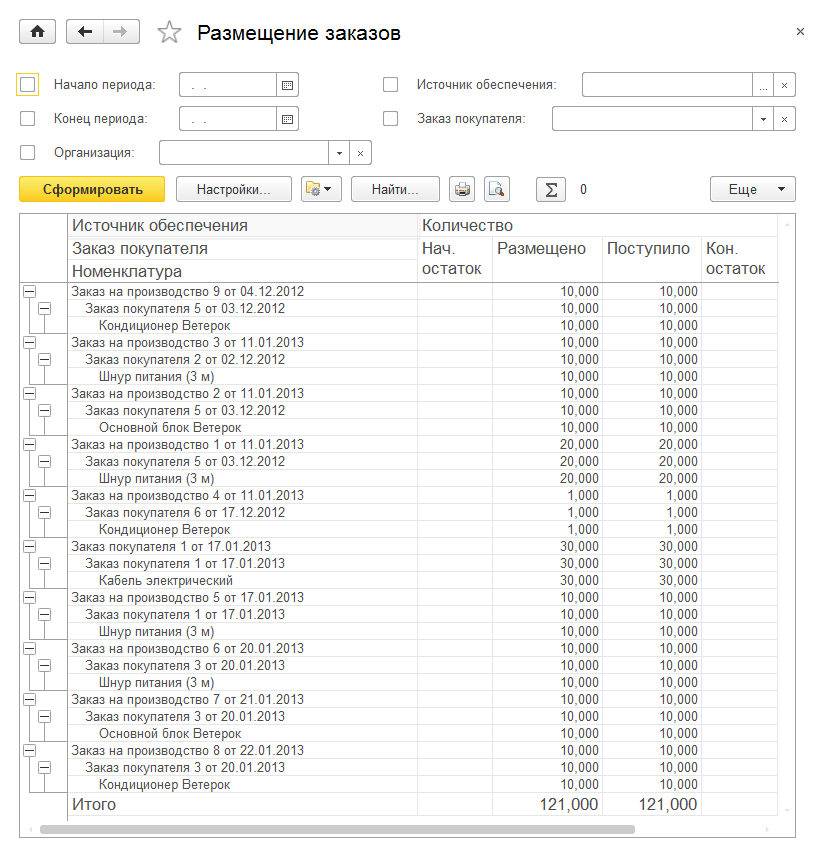 Размещение заказов
Начало периода: . . Источник обеспечения: ...
Конец периода: . . Заказ покупателя:
Организация:
Сформировать Настройки... Найти... Σ 0 Еще
Источник обеспечения Количество
Заказ покупателя Нач. остаток Размещено Поступило Кон. остаток
Номенклатура
Заказ на производство 9 от 04.12.2012 10,000 10,000
Заказ покупателя 5 от 03.12.2012 10,000 10,000
Кондиционер Ветерок 10,000 10,000
Заказ на производство 3 от 11.01.2013 10,000 10,000
Заказ покупателя 2 от 02.12.2012 10,000 10,000
Шнур питания (3 м) 10,000 10,000
Заказ на производство 2 от 11.01.2013 10,000 10,000
Заказ покупателя 5 от 03.12.2012 10,000 10,000
Основной блок Ветерок 10,000 10,000
Заказ на производство 1 от 11.01.2013 20,000 20,000
Заказ покупателя 5 от 03.12.2012 20,000 20,000
Шнур питания (3 м) 20,000 20,000
Заказ на производство 4 от 11.01.2013 1,000 1,000
Заказ покупателя 6 от 17.12.2012 1,000 1,000
Кондиционер Ветерок 1,000 1,000
Заказ покупателя 1 от 17.01.2013 30,000 30,000
Заказ покупателя 1 от 17.01.2013 30,000 30,000
Кабель электрический 30,000 30,000
Заказ на производство 5 от 17.01.2013 10,000 10,000
Заказ покупателя 1 от 17.01.2013 10,000 10,000
Шнур питания (3 м) 10,000 10,000
Заказ на производство 6 от 20.01.2013 10,000 10,000
Заказ покупателя 3 от 20.01.2013 10,000 10,000
Шнур питания (3 м) 10,000 10,000
Заказ на производство 7 от 21.01.2013 10,000 10,000
Заказ покупателя 3 от 20.01.2013 10,000 10,000
Основной блок Ветерок 10,000 10,000
Заказ на производство 8 от 22.01.2013 10,000 10,000
Заказ покупателя 3 от 20.01.2013 10,000 10,000
Кондиционер Ветерок 10,000 10,000
Итого 121,000 121,000